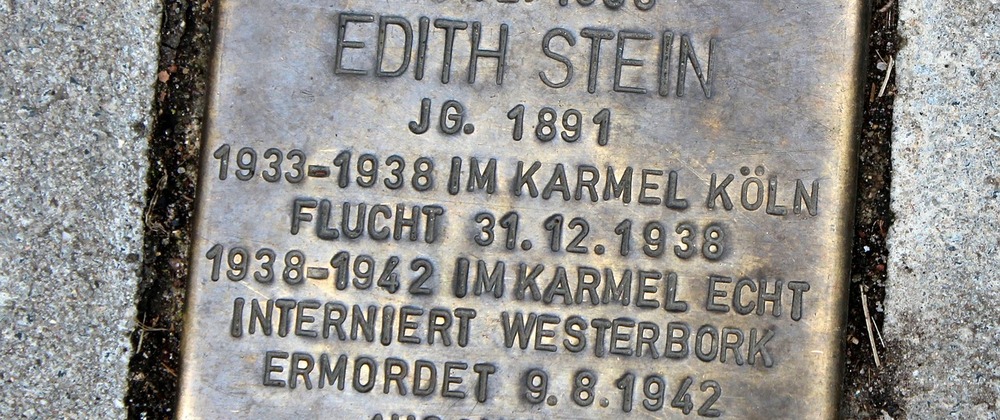 EDITH STEIN
JG. 1891
1933-1938 IM KARMEL KÖLN
FLUCHT 31.12.1938
1938-1942 IM KARMEL ECHT
INTERNIERT WESTERBORK
ERMORDET 9.8.1942